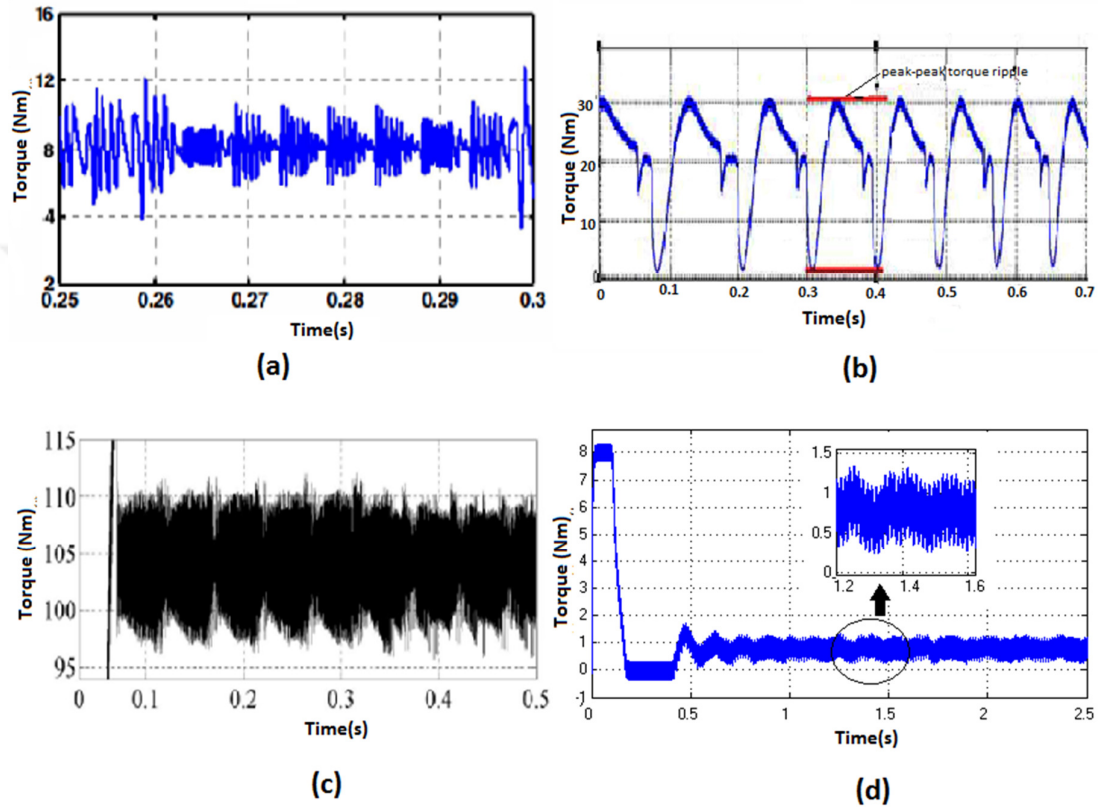 16
12
8
4
2
Torque (Nm)
0.25 0.26 0.27 0.28 0.29 0.3
Time(s)
(a)
peak-peak torque ripple
30
20
10
0
Torque (Nm)
0 0.1 0.2 0.3 0.4 0.5 0.6 0.7
Time(s)
(b)
115
110
105
100
95
Torque (Nm)
0 0.1 0.2 0.3 0.4 0.5
Time(s)
(c)
8
7
6
5
4
3
2
1
0
-1
Torque (Nm)
1.5
1
0.5
0
1.2 1.4 1.6
0 0.5 1 1.5 2 2.5
Time(s)
(d)